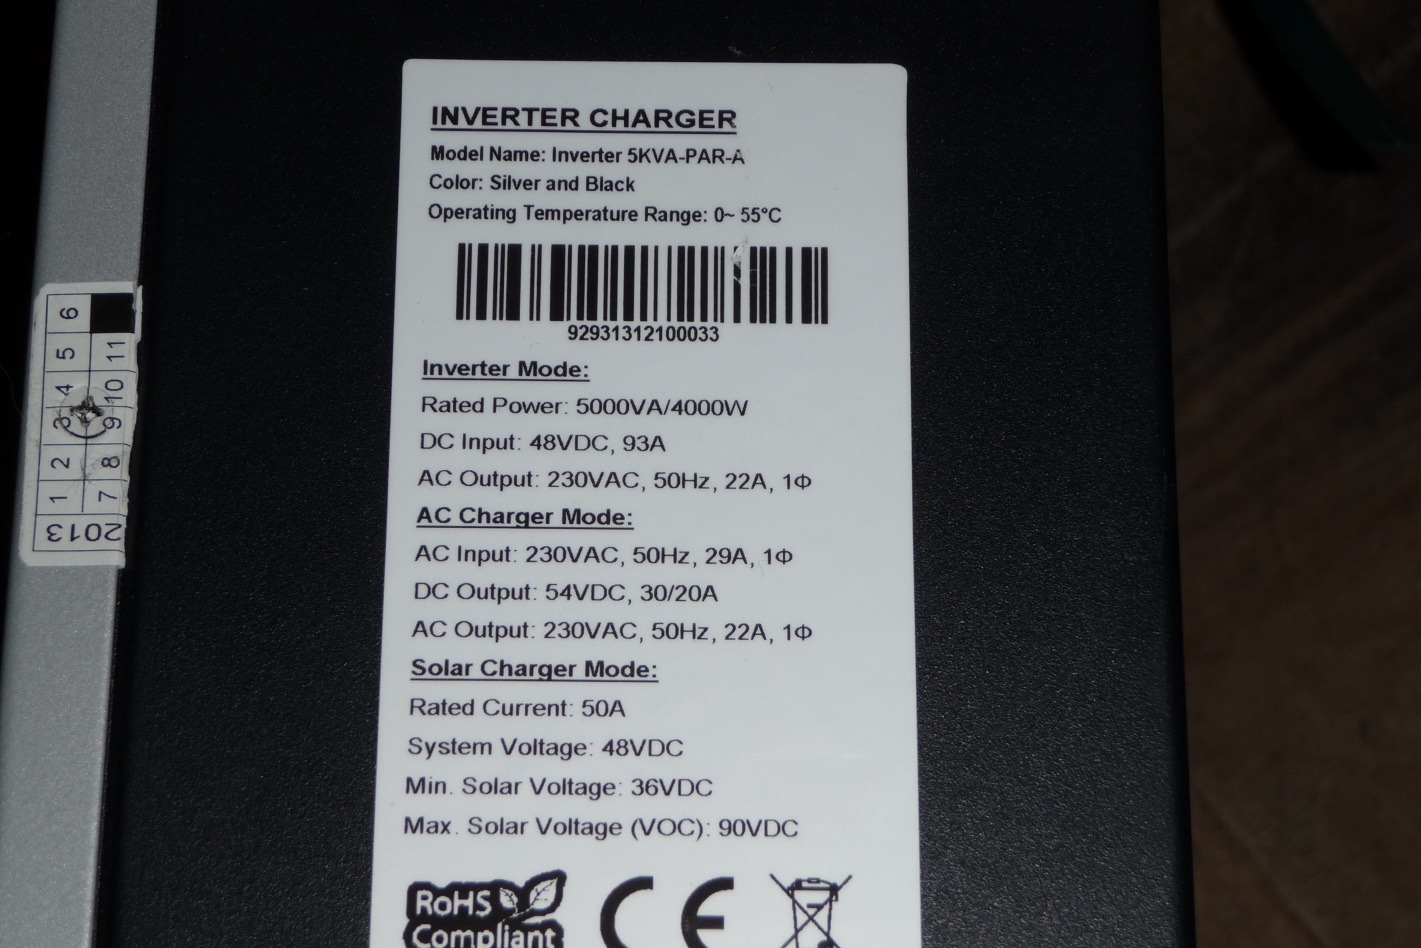 INVERTER CHARGER
Model Name: Inverter 5KVA-PAR-A
Color: Silver and Black
Operating Temperature Range: 0~ 55°C
92931312100033
Inverter Mode:
Rated Power: 5000VA/4000W
DC Input: 48VDC, 93A
AC Output: 230VAC, 50Hz, 22A, 1Φ
AC Charger Mode:
AC Input: 230VAC, 50Hz, 29A, 1Φ
DC Output: 54VDC, 30/20A
AC Output: 230VAC, 50Hz, 22A, 1Φ
Solar Charger Mode:
Rated Current: 50A
System Voltage: 48VDC
Min. Solar Voltage: 36VDC
Max. Solar Voltage (VOC): 90VDC
RoHS
Compliant
CE
2013
1 2 3 4 5 6
7 8 9 10 11